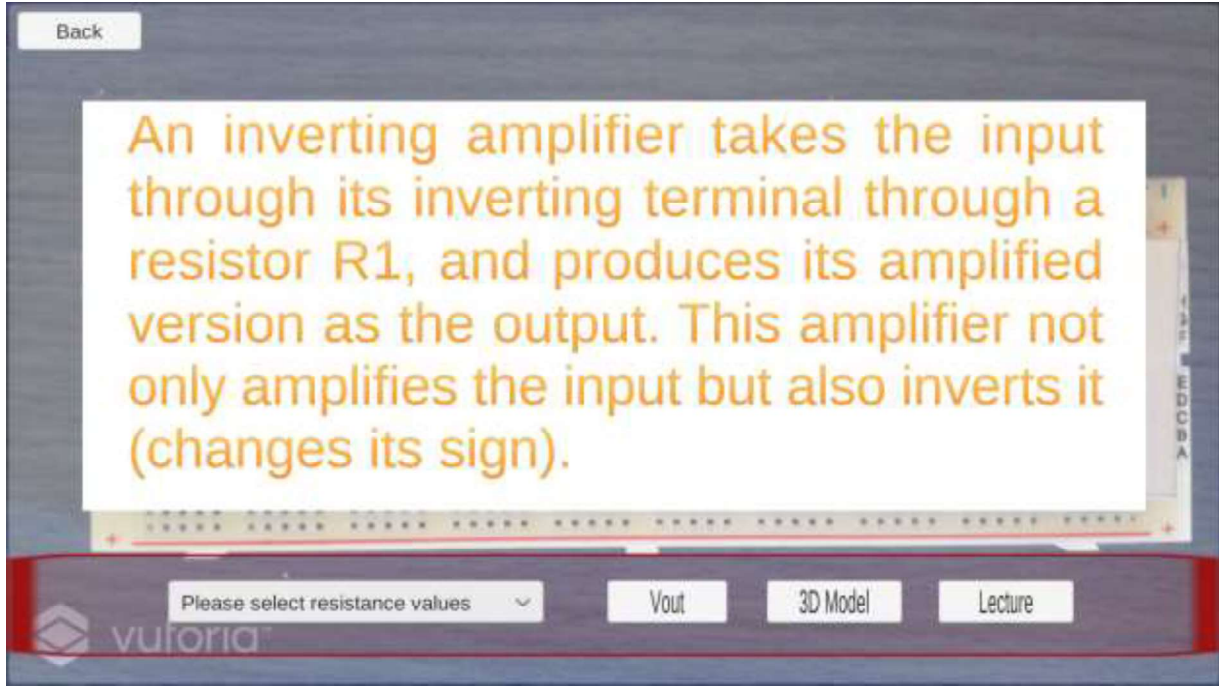 Back
An inverting amplifier takes the input
through its inverting terminal through a
resistor R1, and produces its amplified
version as the output. This amplifier not
only amplifies the input but also inverts it
(changes its sign).
E
D
C
B
A
Please select resistance values
Vout
3D Model
Lecture
vuforia